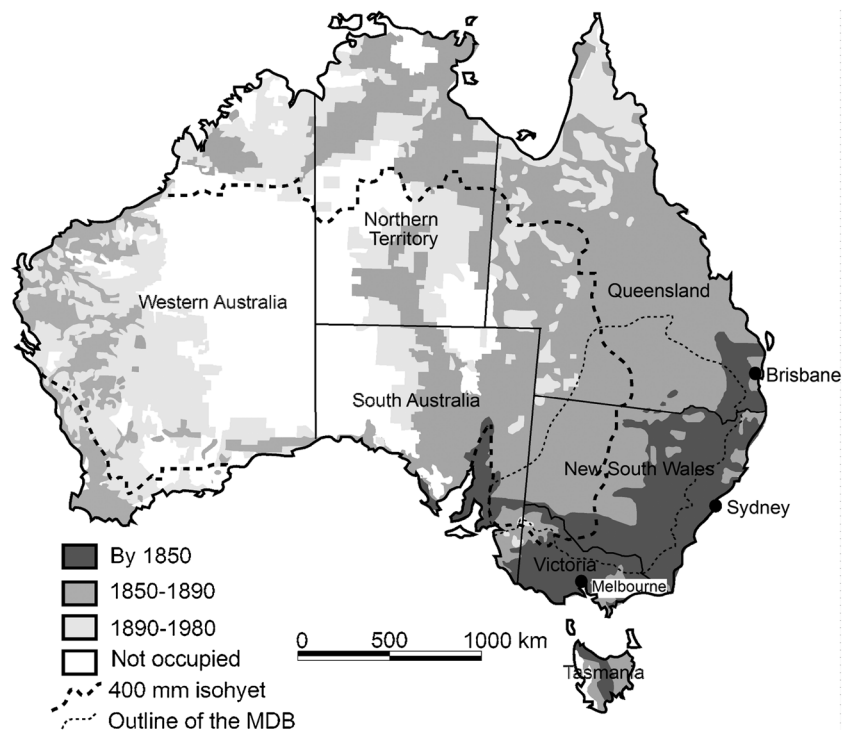 Northern
Territory
Western Australia
Queensland
Brisbane
South Australia
New South Wales
Sydney
Victoria
Melbourne
Tasmania
By 1850
1850-1890
1890-1980
Not occupied
400 mm isohyet
Outline of the MDB
0 500 1000 km